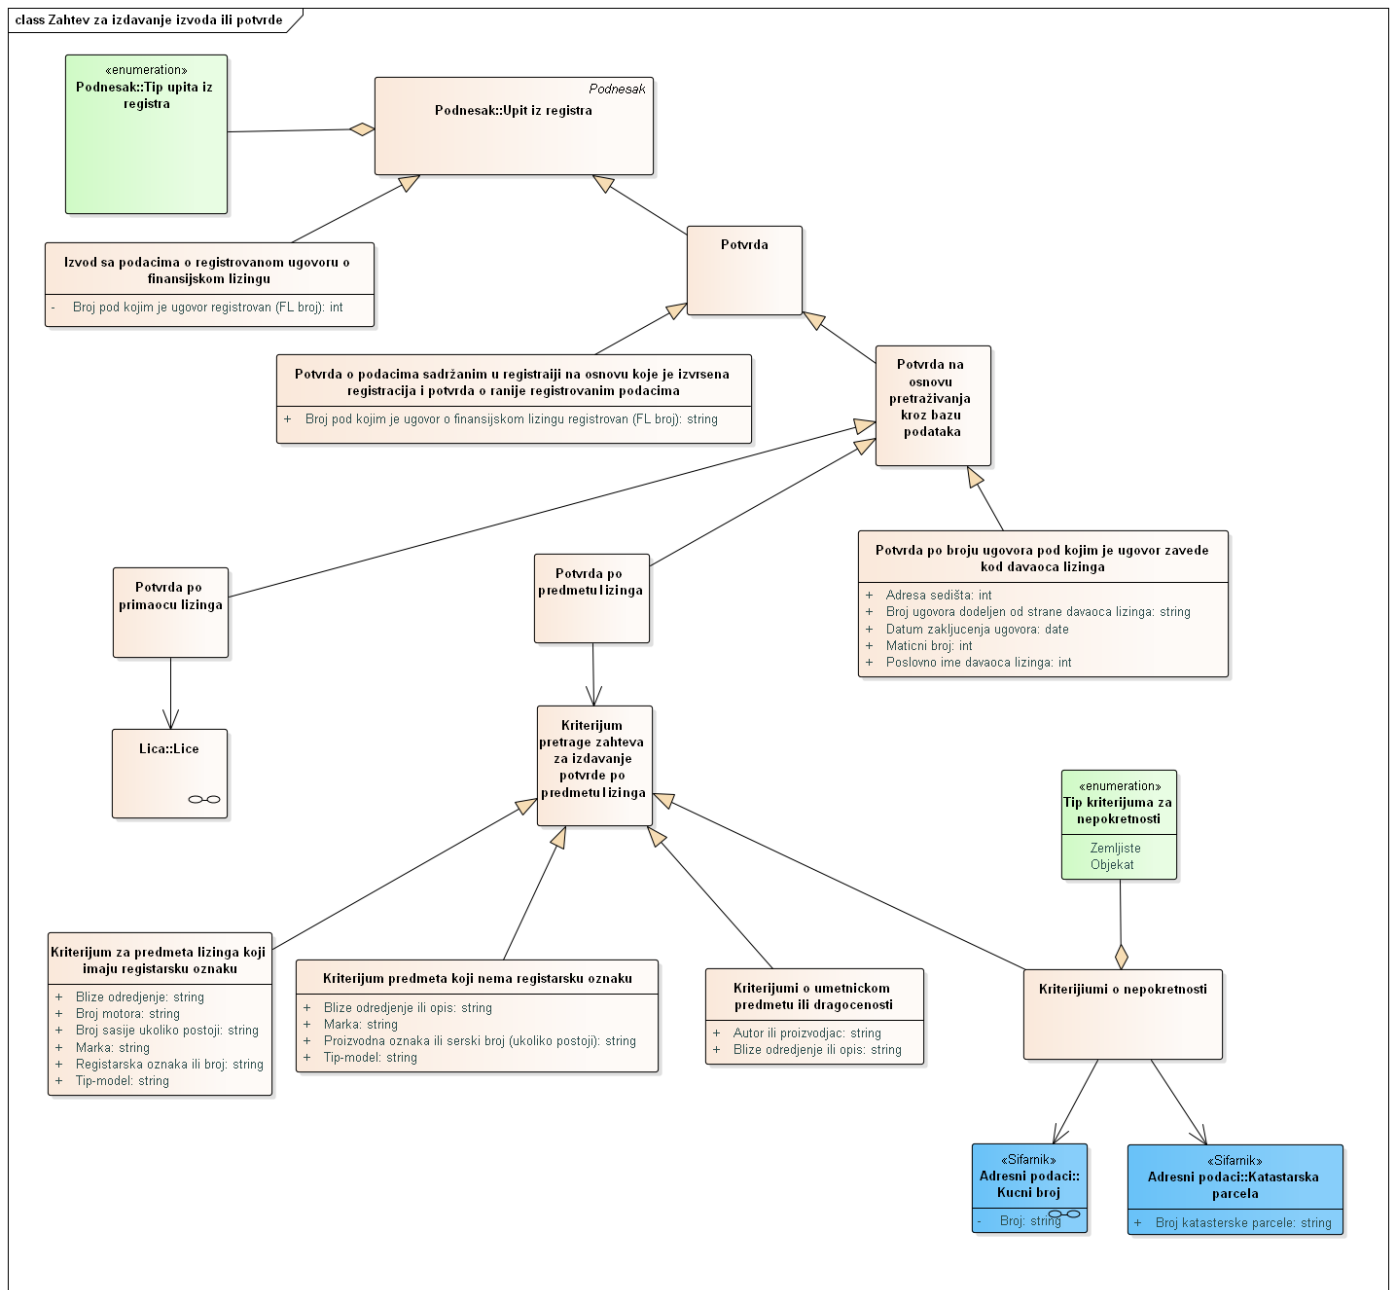 class Zahtev za izdavanje izvoda ili potvrde
«enumeration»
Podnesak::Tip upita iz
registra
Podnesak
Podnesak::Upit iz registra
Izvod sa podacima o registrovanom ugovoru o
finansijskom lizingu
- Broj pod kojim je ugovor registrovan (FL broj): int
Potvrda
Potvrda o podacima sadržanim u registraiji na osnovu koje je izvrsena
registracija i potvrda o ranije registrovanim podacima
+ Broj pod kojim je ugovor o finansijskom lizingu registrovan (FL broj): string
Potvrda na
osnovu
pretraživanja
kroz bazu
podataka
Potvrda po
primaocu lizinga
Potvrda po
predmetu lizinga
Potvrda po broju ugovora pod kojim je ugovor zavede
kod davaoca lizinga
+ Adresa sedišta: int
+ Broj ugovora dodeljen od strane davaoca lizinga: string
+ Datum zakljucenja ugovora: date
+ Maticni broj: int
+ Poslovno ime davaoca lizinga: int
Lica::Lice
Kriterijum
pretrage zahteva
za izdavanje
potvrde po
predmetu lizinga
«enumeration»
Tip kriterijuma za
nepokretnosti
Zemljiste
Objekat
Kriterijum za predmeta lizinga koji
imaju registarsku oznaku
+ Blize odredjenje: string
+ Broj motora: string
+ Broj sasije ukoliko postoji: string
+ Marka: string
+ Registarska oznaka ili broj: string
+ Tip-model: string
Kriterijum predmeta koji nema registarsku oznaku
+ Blize odredjenje ili opis: string
+ Marka: string
+ Proizvodna oznaka ili serski broj (ukoliko postoji): string
+ Tip-model: string
Kriterijumi o umetnickom
predmetu ili dragocenosti
+ Autor ili proizvodjac: string
+ Blize odredjenje ili opis: string
Kriterijiumi o nepokretnosti
«Sifarnik»
Adresni podaci::
Kucni broj
- Broj: string
«Sifarnik»
Adresni podaci::Katastarska
parcela
+ Broj katasterske parcele: string